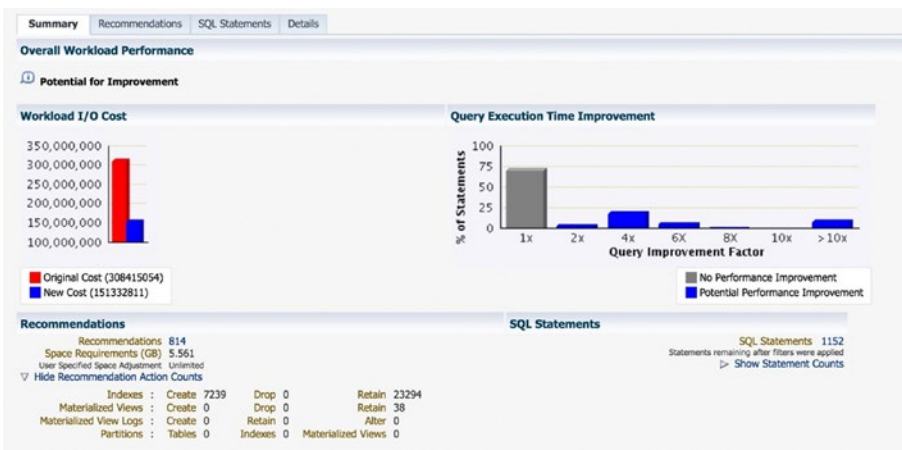 Summary Recommendations SQL Statements Details
Overall Workload Performance
Potential for Improvement
Workload I/O Cost
350,000,000
300,000,000
250,000,000
200,000,000
150,000,000
100,000,000
Original Cost (308415054)
New Cost (151332811)
Query Execution Time Improvement
% of Statements
100
75
50
25
0
1x 2x 4x 6X 8X 10x >10x
Query Improvement Factor
No Performance Improvement
Potential Performance Improvement
Recommendations
Recommendations 814
Space Requirements (GB) 5.561
User Specified Space Adjustment Unlimited
Hide Recommendation Action Counts
Indexes : Create 7239 Drop 0 Retain 23294
Materialized Views : Create 0 Drop 0 Retain 38
Materialized View Logs : Create 0 Retain 0 Alter 0
Partitions : Tables 0 Indexes 0 Materialized Views 0
SQL Statements
SQL Statements 1152
Statements remaining after filters were applied
Show Statement Counts